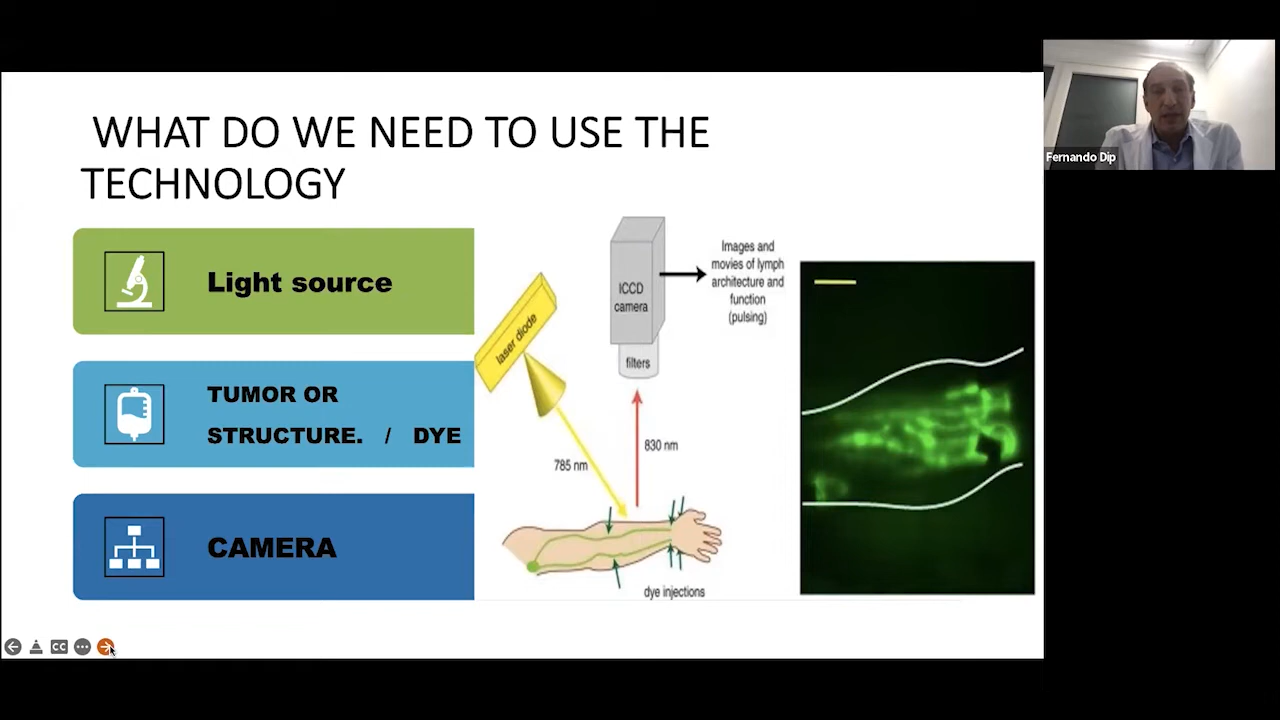 WHAT DO WE NEED TO USE THE
TECHNOLOGY
Light source
TUMOR OR
STRUCTURE. / DYE
CAMERA
laser diode
ICCD
camera
filters
Images and
movies of lymph
architecture and
function
(pulsing)
785 nm
830 nm
dye injections
CC
Fernando Dip